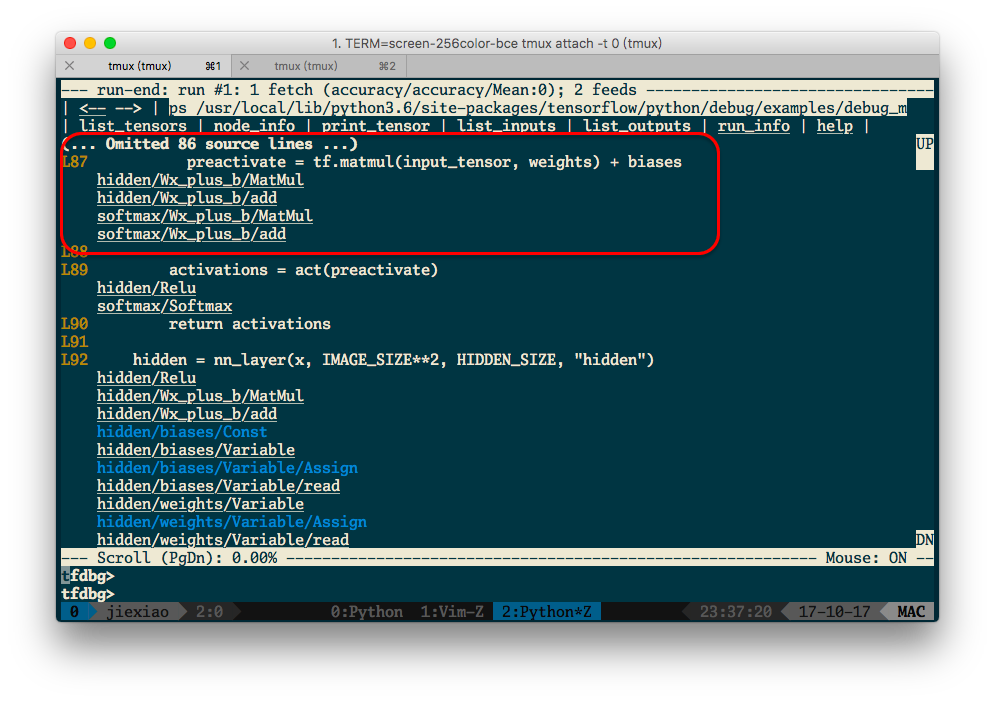 1. TERM=screen-256color-bce tmux attach -t 0 (tmux)
tmux (tmux) ⌘1 tmux (tmux) ⌘2
--- run-end: run #1: 1 fetch (accuracy/accuracy/Mean:0); 2 feeds --------------------------------
| <-- --> | ps /usr/local/lib/python3.6/site-packages/tensorflow/python/debug/examples/debug_m
| list_tensors | node_info | print_tensor | list_inputs | list_outputs | run_info | help |
(... Omitted 86 source lines ...) UP
L87 preactivate = tf.matmul(input_tensor, weights) + biases
hidden/Wx_plus_b/MatMul
hidden/Wx_plus_b/add
softmax/Wx_plus_b/MatMul
softmax/Wx_plus_b/add
L88
L89 activations = act(preactivate)
hidden/Relu
softmax/Softmax
L90 return activations
L91
L92 hidden = nn_layer(x, IMAGE_SIZE**2, HIDDEN_SIZE, "hidden")
hidden/Relu
hidden/Wx_plus_b/MatMul
hidden/Wx_plus_b/add
hidden/biases/Const
hidden/biases/Variable
hidden/biases/Variable/Assign
hidden/biases/Variable/read
hidden/weights/Variable
hidden/weights/Variable/Assign
hidden/weights/Variable/read DN
--- Scroll (PgDn): 0.00% ----------------------------------------------------------- Mouse: ON --
tfdbg>
tfdbg>
0 jiexiao 2:0 0:Python 1:Vim-Z 2:Python*Z 23:37:20 17-10-17 MAC